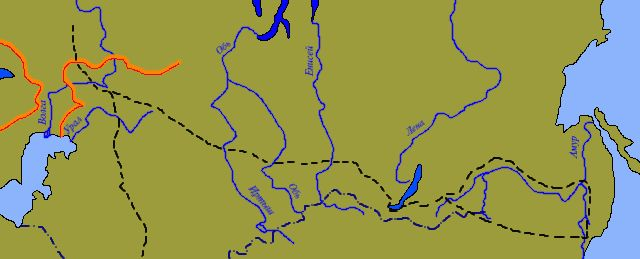 Обь
Енисей
Волга
Урал
Лена
Амур
Иртыш
Обь